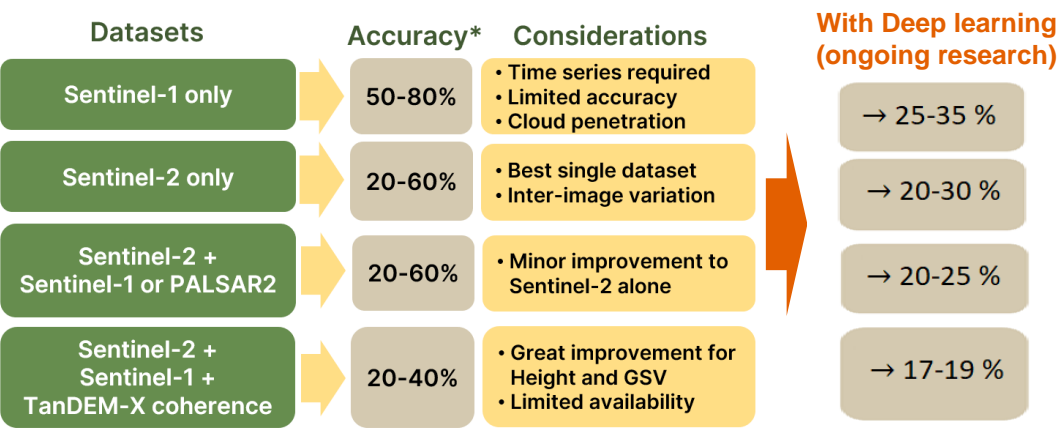 Datasets
Accuracy*
Considerations
With Deep learning
(ongoing research)
Sentinel-1 only
50-80%
• Time series required
• Limited accuracy
• Cloud penetration
→ 25-35 %
Sentinel-2 only
20-60%
• Best single dataset
• Inter-image variation
→ 20-30 %
Sentinel-2 +
Sentinel-1 or PALSAR2
20-60%
• Minor improvement to
Sentinel-2 alone
→ 20-25 %
Sentinel-2 +
Sentinel-1 +
TanDEM-X coherence
20-40%
• Great improvement for
Height and GSV
• Limited availability
→ 17-19 %